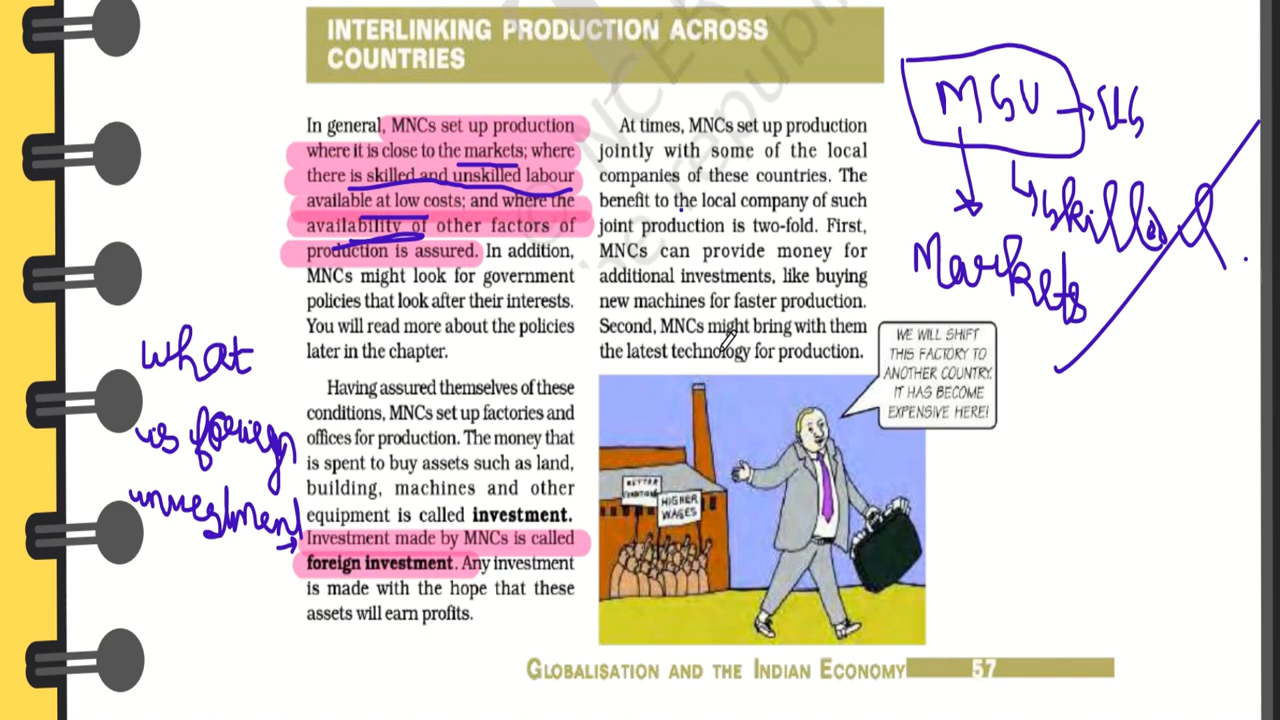 INTERLINKING PRODUCTION ACROSS
COUNTRIES
In general, MNCs set up production
where it is close to the markets; where
there is skilled and unskilled labour
available at low costs; and where the
availability of other factors of
production is assured. In addition,
MNCs might look for government
policies that look after their interests.
You will read more about the policies
later in the chapter.
Having assured themselves of these
conditions, MNCs set up factories and
offices for production. The money that
is spent to buy assets such as land,
building, machines and other
equipment is called investment.
Investment made by MNCs is called
foreign investment. Any investment
is made with the hope that these
assets will earn profits.
At times, MNCs set up production
jointly with some of the local
companies of these countries. The
benefit to the local company of such
joint production is two-fold. First,
MNCs can provide money for
additional investments, like buying
new machines for faster production.
Second, MNCs might bring with them
the latest technology for production.
WE WILL SHIFT
THIS FACTORY TO
ANOTHER COUNTRY.
IT HAS BECOME
EXPENSIVE HERE!
BETTER
CONDITIONS
HIGHER
WAGES
MSU
skilled
Markets
what
is foreign
investment
GLOBALISATION AND THE INDIAN ECONOMY
57
© NCERT
republi